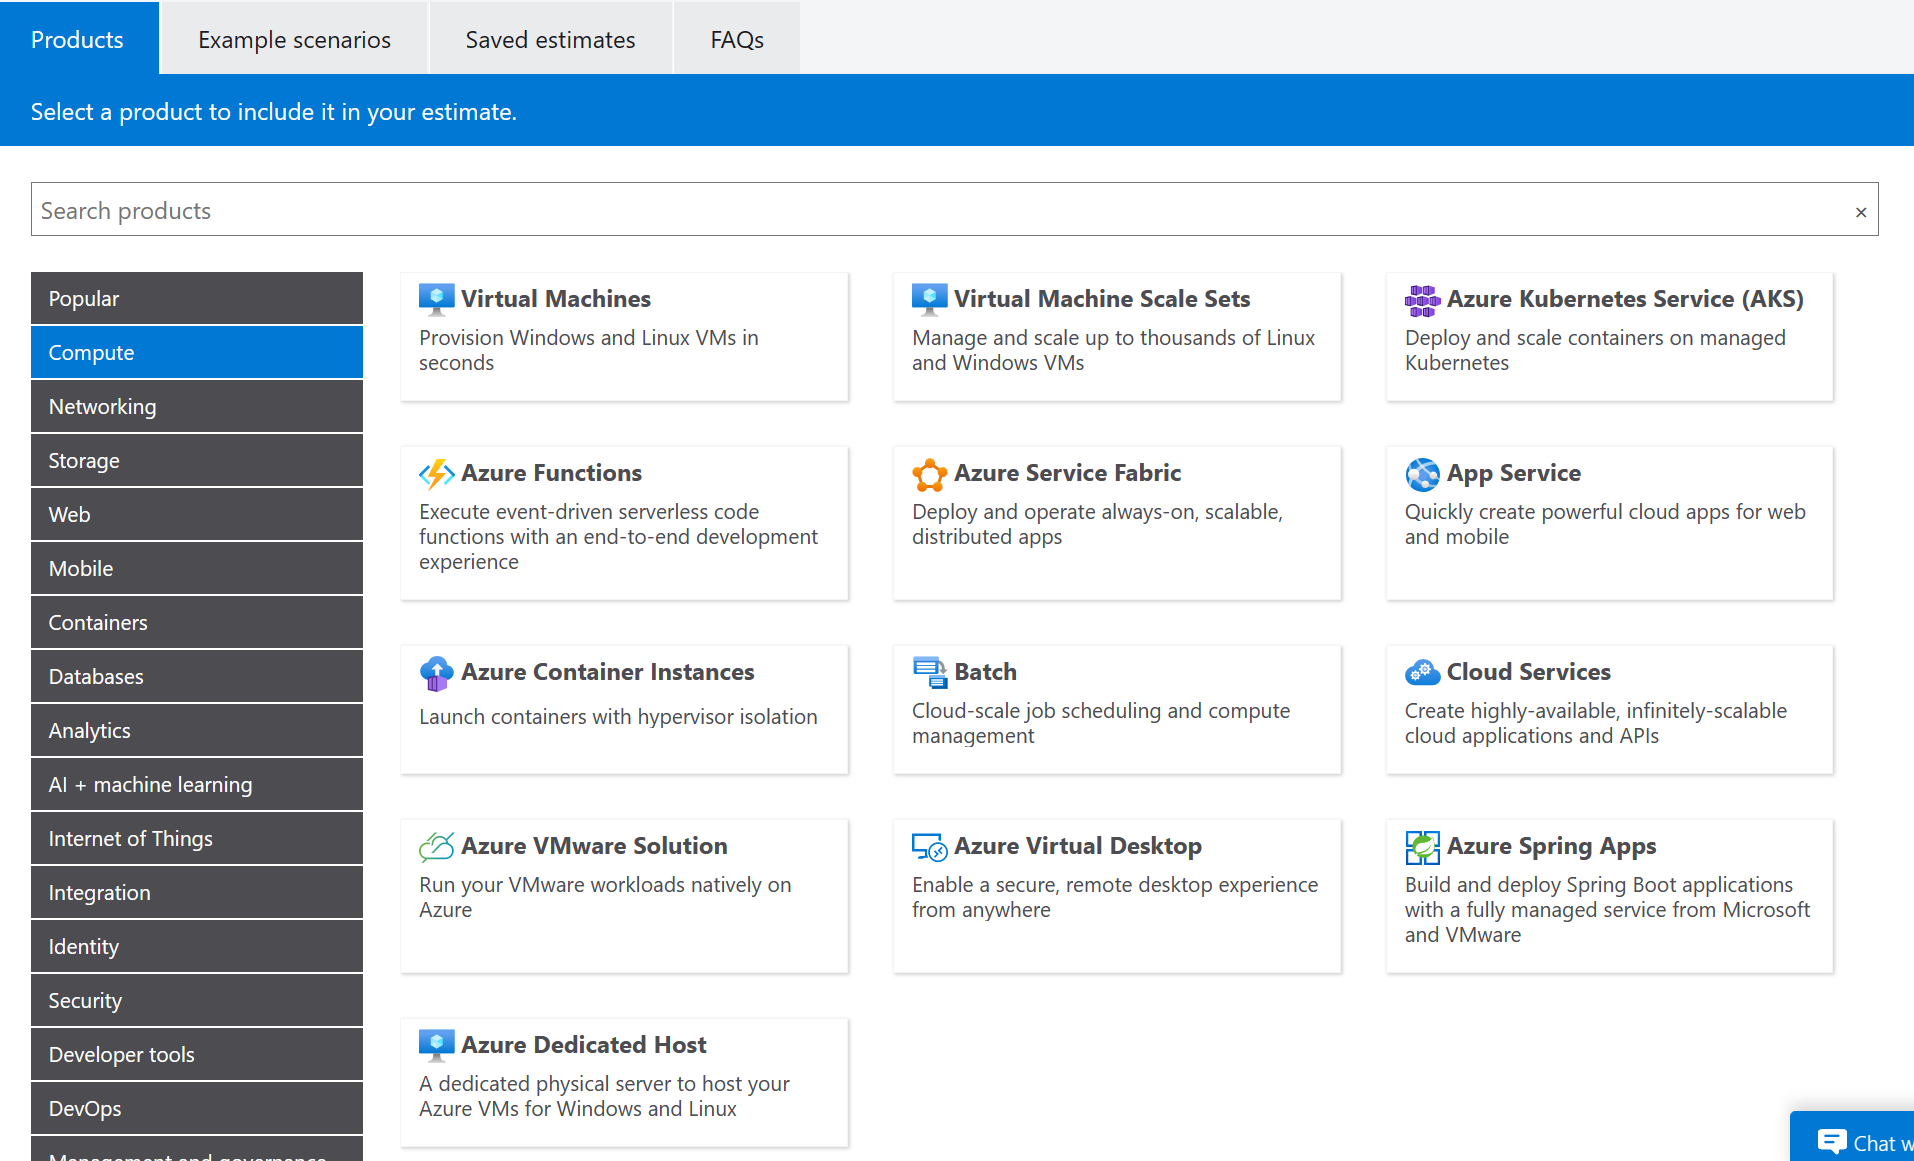 Products
Example scenarios
Saved estimates
FAQs
Select a product to include it in your estimate.
Search products
×
Popular
Compute
Networking
Storage
Web
Mobile
Containers
Databases
Analytics
AI + machine learning
Internet of Things
Integration
Identity
Security
Developer tools
DevOps
Management and governance
Virtual Machines
Provision Windows and Linux VMs in
seconds
Virtual Machine Scale Sets
Manage and scale up to thousands of Linux
and Windows VMs
Azure Kubernetes Service (AKS)
Deploy and scale containers on managed
Kubernetes
Azure Functions
Execute event-driven serverless code
functions with an end-to-end development
experience
Azure Service Fabric
Deploy and operate always-on, scalable,
distributed apps
App Service
Quickly create powerful cloud apps for web
and mobile
Azure Container Instances
Launch containers with hypervisor isolation
Batch
Cloud-scale job scheduling and compute
management
Cloud Services
Create highly-available, infinitely-scalable
cloud applications and APIs
Azure VMware Solution
Run your VMware workloads natively on
Azure
Azure Virtual Desktop
Enable a secure, remote desktop experience
from anywhere
Azure Spring Apps
Build and deploy Spring Boot applications
with a fully managed service from Microsoft
and VMware
Azure Dedicated Host
A dedicated physical server to host your
Azure VMs for Windows and Linux
Chat w